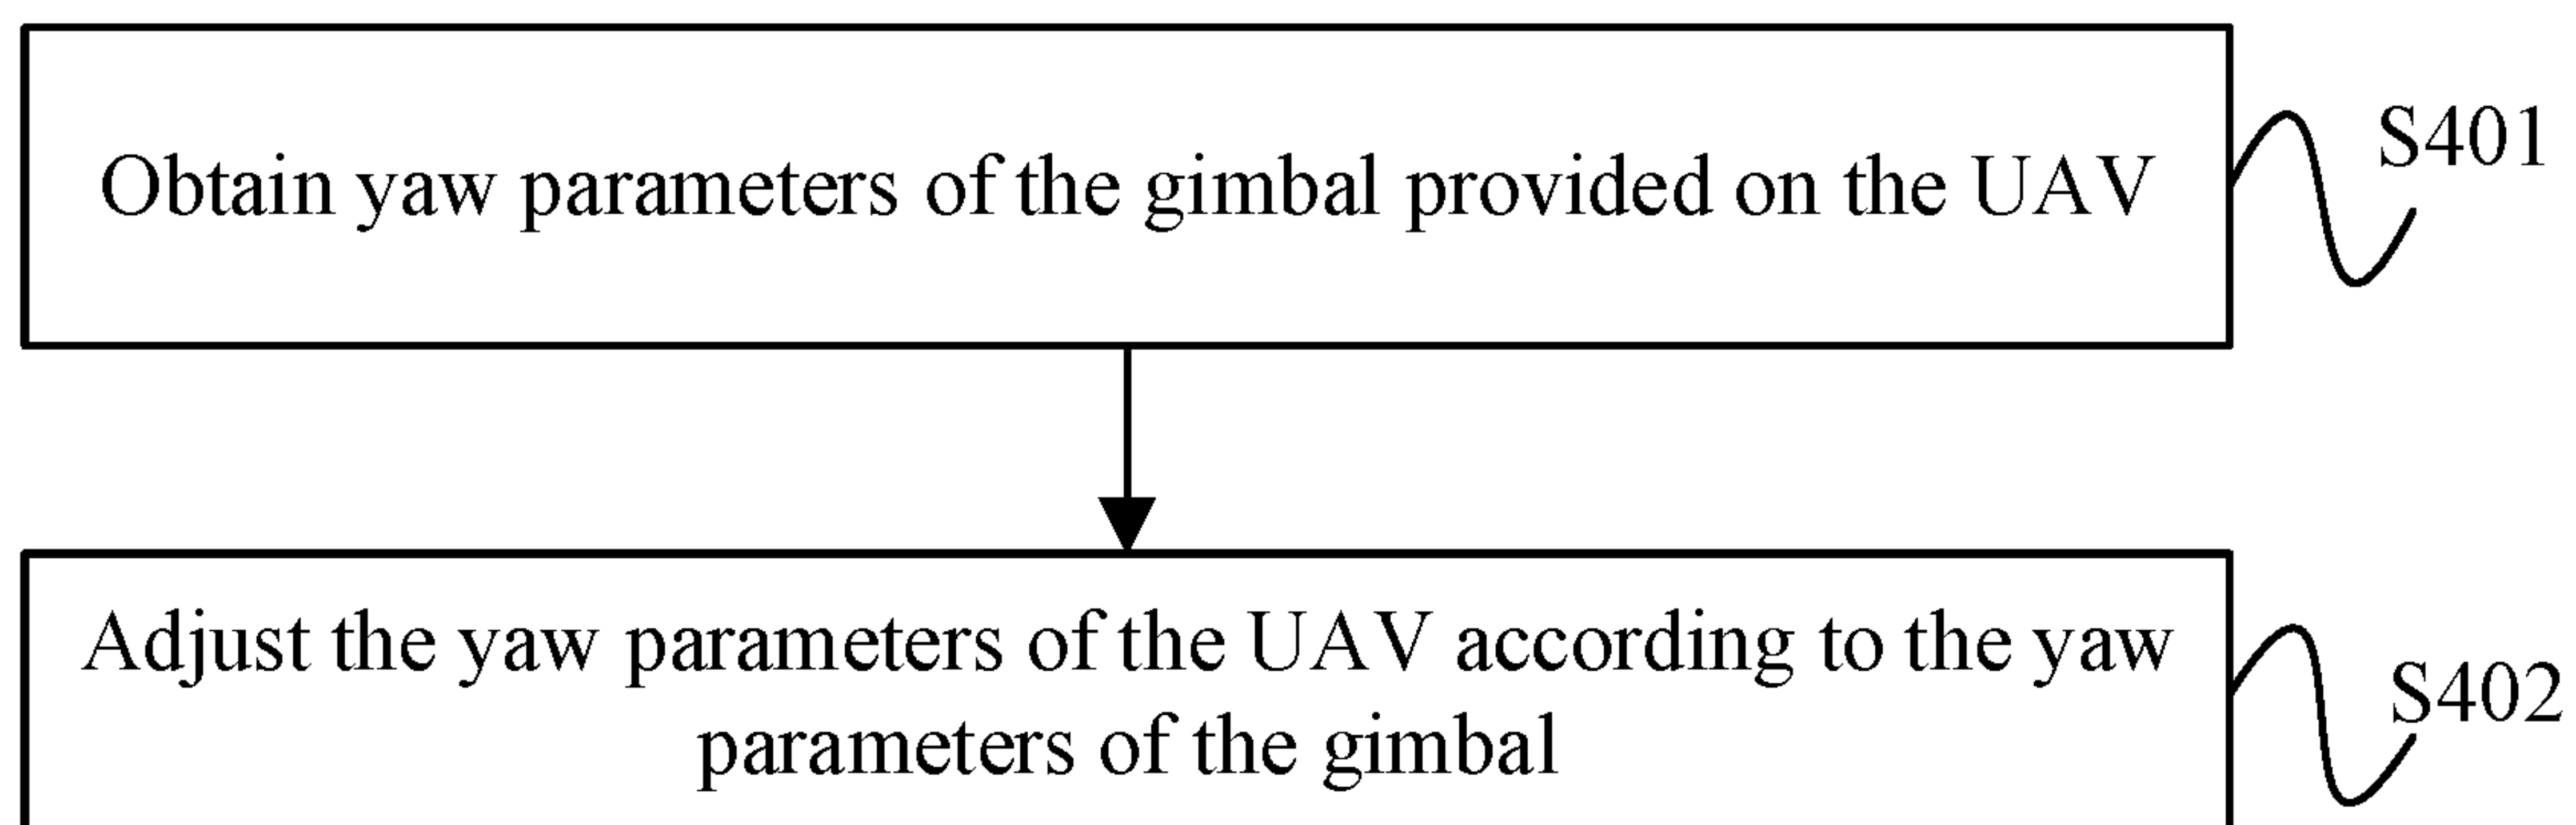 Obtain yaw parameters of the gimbal provided on the UAV
S401
Adjust the yaw parameters of the UAV according to the yaw
parameters of the gimbal
S402